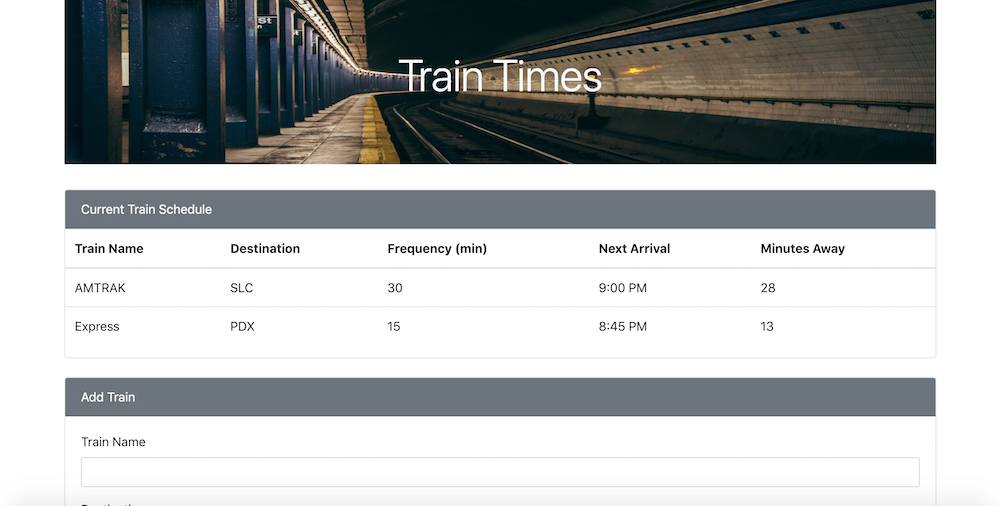 St
Train Times
Current Train Schedule
Train Name Destination Frequency (min) Next Arrival Minutes Away
AMTRAK SLC 30 9:00 PM 28
Express PDX 15 8:45 PM 13
Add Train
Train Name